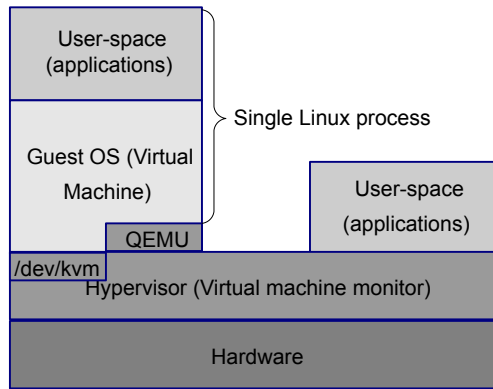 User-space
(applications)
Single Linux process
Guest OS (Virtual
Machine)
User-space
(applications)
QEMU
/dev/kvm
Hypervisor (Virtual machine monitor)
Hardware